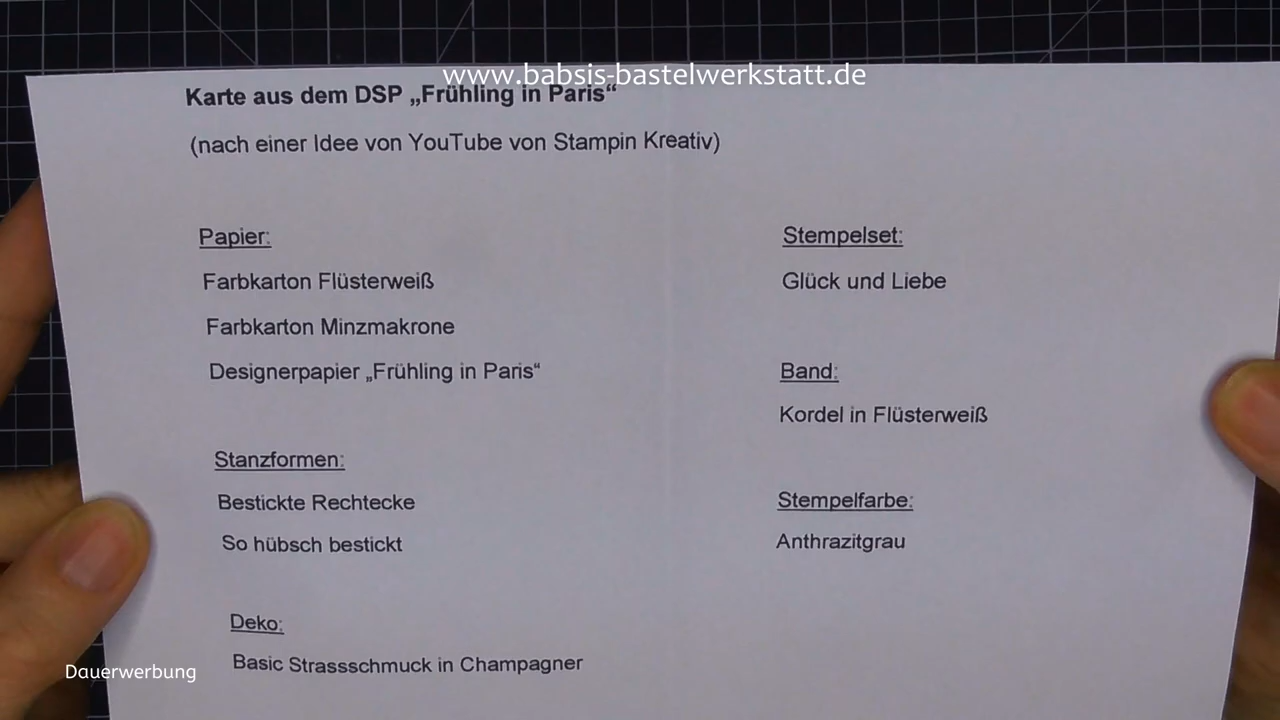 www.babsis-bastelwerkstatt.de
Karte aus dem DSP „Frühling in Paris“
(nach einer Idee von YouTube von Stampin Kreativ)
Papier:
Farbkarton Flüsterweiß
Farbkarton Minzmakrone
Designerpapier „Frühling in Paris“
Stanzformen:
Bestickte Rechtecke
So hübsch bestickt
Deko:
Basic Strassschmuck in Champagner
Stempelset:
Glück und Liebe
Band:
Kordel in Flüsterweiß
Stempelfarbe:
Anthrazitgrau
Dauerwerbung